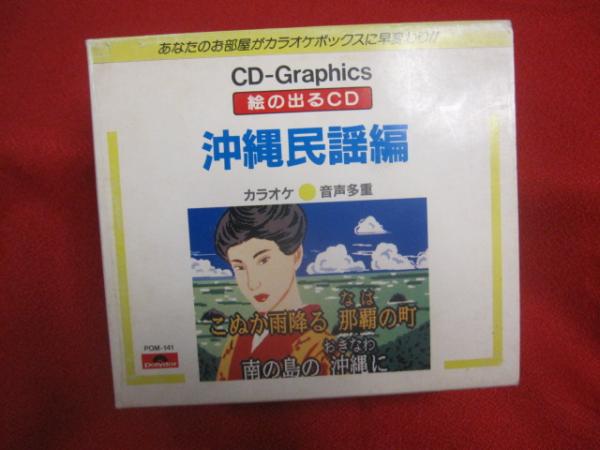 あなたのお部屋がカラオケボックスに早変わり!!
CD-Graphics
絵の出るCD
沖縄民謡編
カラオケ 音声多重
なは
こぬか雨降る 那覇の町
おきなわ
南の島の 沖縄に
POM-141
Polydor